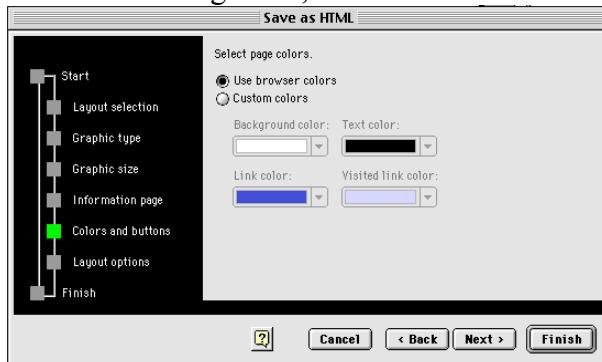 Save as HTML
Start
Layout selection
Graphic type
Graphic size
Information page
Colors and buttons
Layout options
Finish
Select page colors.
Use browser colors
Custom colors
Background color: Text color:
Link color: Visited link color:
? Cancel < Back Next > Finish